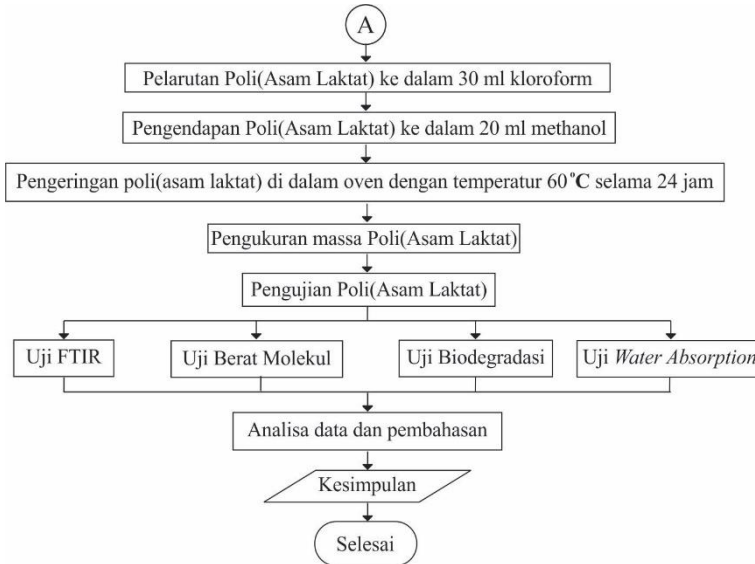 A
Pelarutan Poli(Asam Laktat) ke dalam 30 ml kloroform
Pengendapan Poli(Asam Laktat) ke dalam 20 ml methanol
Pengeringan poli(asam laktat) di dalam oven dengan temperatur 60°C selama 24 jam
Pengukuran massa Poli(Asam Laktat)
Pengujian Poli(Asam Laktat)
Uji FTIR
Uji Berat Molekul
Uji Biodegradasi
Uji Water Absorption
Analisa data dan pembahasan
Kesimpulan
Selesai